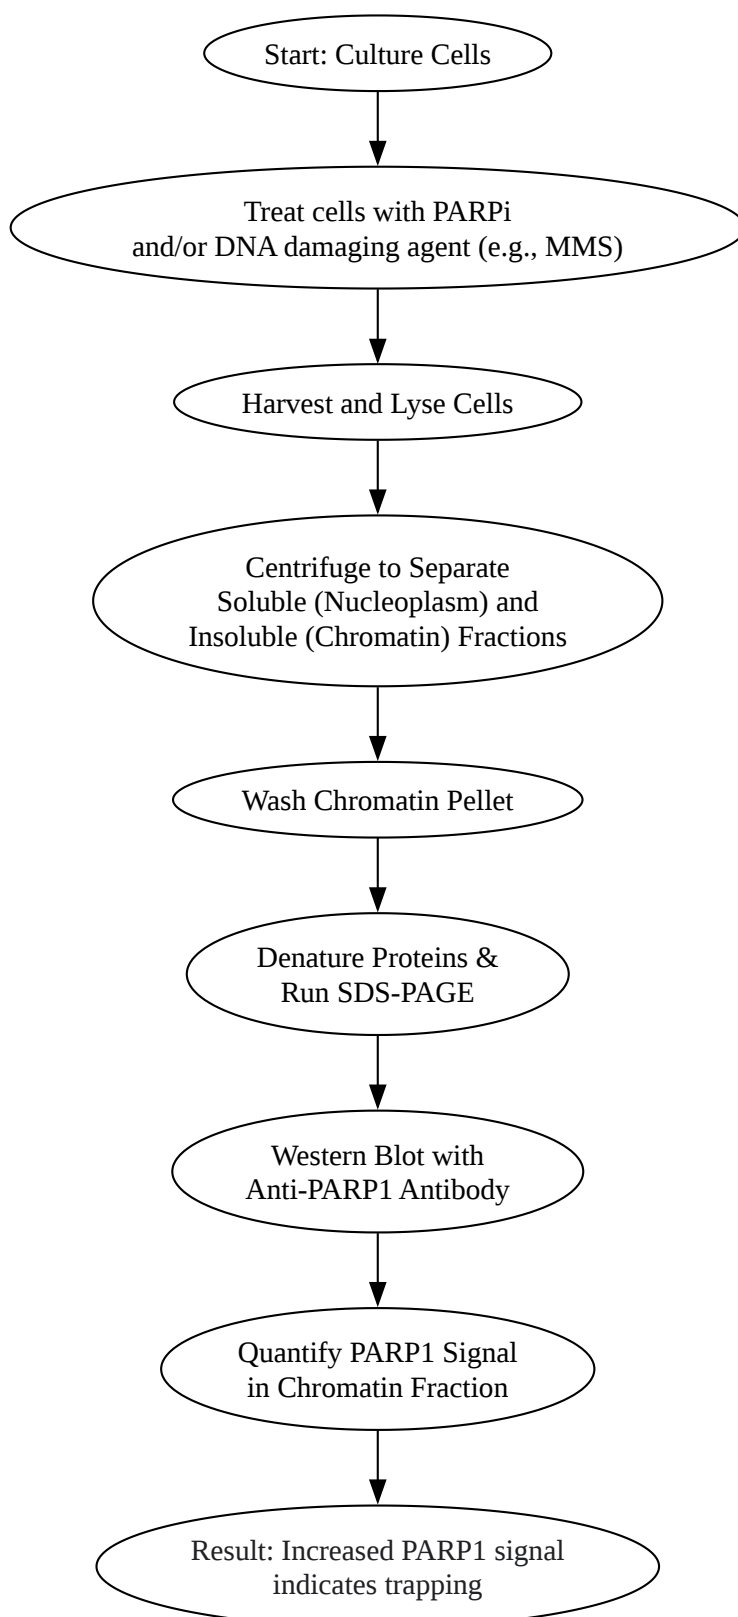 Start: Culture Cells
Treat cells with PARPi
and/or DNA damaging agent (e.g., MMS)
Harvest and Lyse Cells
Centrifuge to Separate
Soluble (Nucleoplasm) and
Insoluble (Chromatin) Fractions
Wash Chromatin Pellet
Denature Proteins &
Run SDS-PAGE
Western Blot with
Anti-PARP1 Antibody
Quantify PARP1 Signal
in Chromatin Fraction
Result: Increased PARP1 signal
indicates trapping